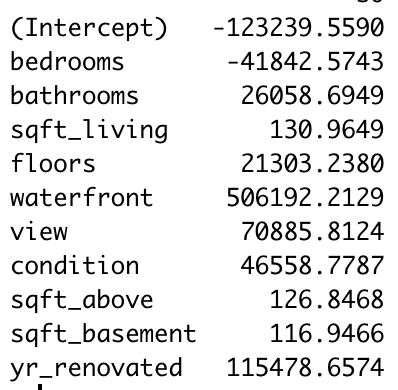 (Intercept) -123239.5590
bedrooms -41842.5743
bathrooms 26058.6949
sqft_living 130.9649
floors 21303.2380
waterfront 506192.2129
view 70885.8124
condition 46558.7787
sqft_above 126.8468
sqft_basement 116.9466
yr_renovated 115478.6574